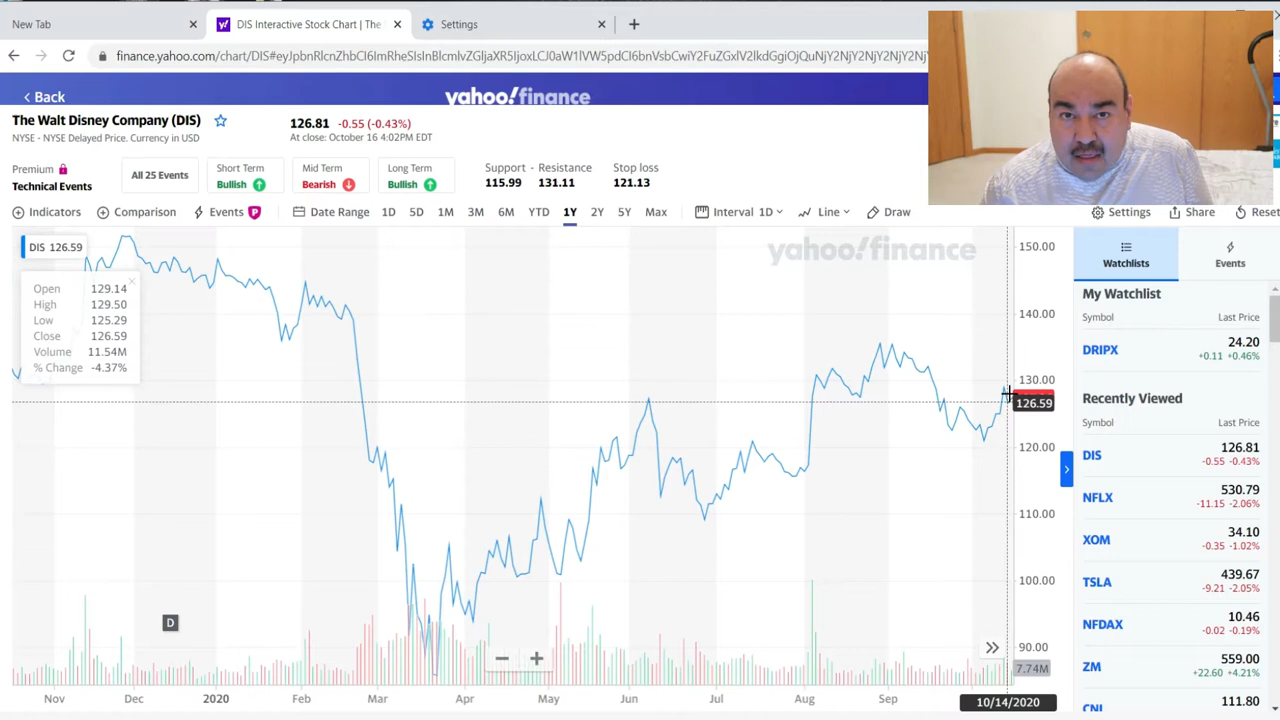 New Tab
DIS Interactive Stock Chart | The
Settings
finance.yahoo.com/chart/DIS#eyJpbnRlcnZhbCI6ImRheSIsInBlcmlvZGljaXR5IjoxLCJ0aW1lVW5pdCI6bnVsbCwiY2FuZGxlV2lkdGgiOjQuNjY2NjY2NjY2NjY2NjY2N
Back
yahoo!finance
The Walt Disney Company (DIS)
NYSE - NYSE Delayed Price. Currency in USD
126.81 -0.55 (-0.43%)
At close: October 16 4:02PM EDT
Premium
Technical Events
All 25 Events
Short Term
Bullish
Mid Term
Bearish
Long Term
Bullish
Support - Resistance
115.99 131.11
Stop loss
121.13
Indicators Comparison Events P Date Range 1D 5D 1M 3M 6M YTD 1Y 2Y 5Y Max Interval 1D Line Draw Settings Share Reset
DIS 126.59
yahoo!finance
Open 129.14
High 129.50
Low 125.29
Close 126.59
Volume 11.54M
% Change -4.37%
150.00
140.00
130.00
126.59
120.00
110.00
100.00
90.00
7.74M
D
Nov Dec 2020 Feb Mar Apr May Jun Jul Aug Sep 10/14/2020
Watchlists
Events
My Watchlist
Symbol Last Price
DRIPX 24.20
+0.11 +0.46%
Recently Viewed
Symbol Last Price
DIS 126.81
-0.55 -0.43%
NFLX 530.79
-11.15 -2.06%
XOM 34.10
-0.35 -1.02%
TSLA 439.67
-9.21 -2.05%
NFDAX 10.46
-0.02 -0.19%
ZM 559.00
+22.60 +4.21%
CNI 111.80